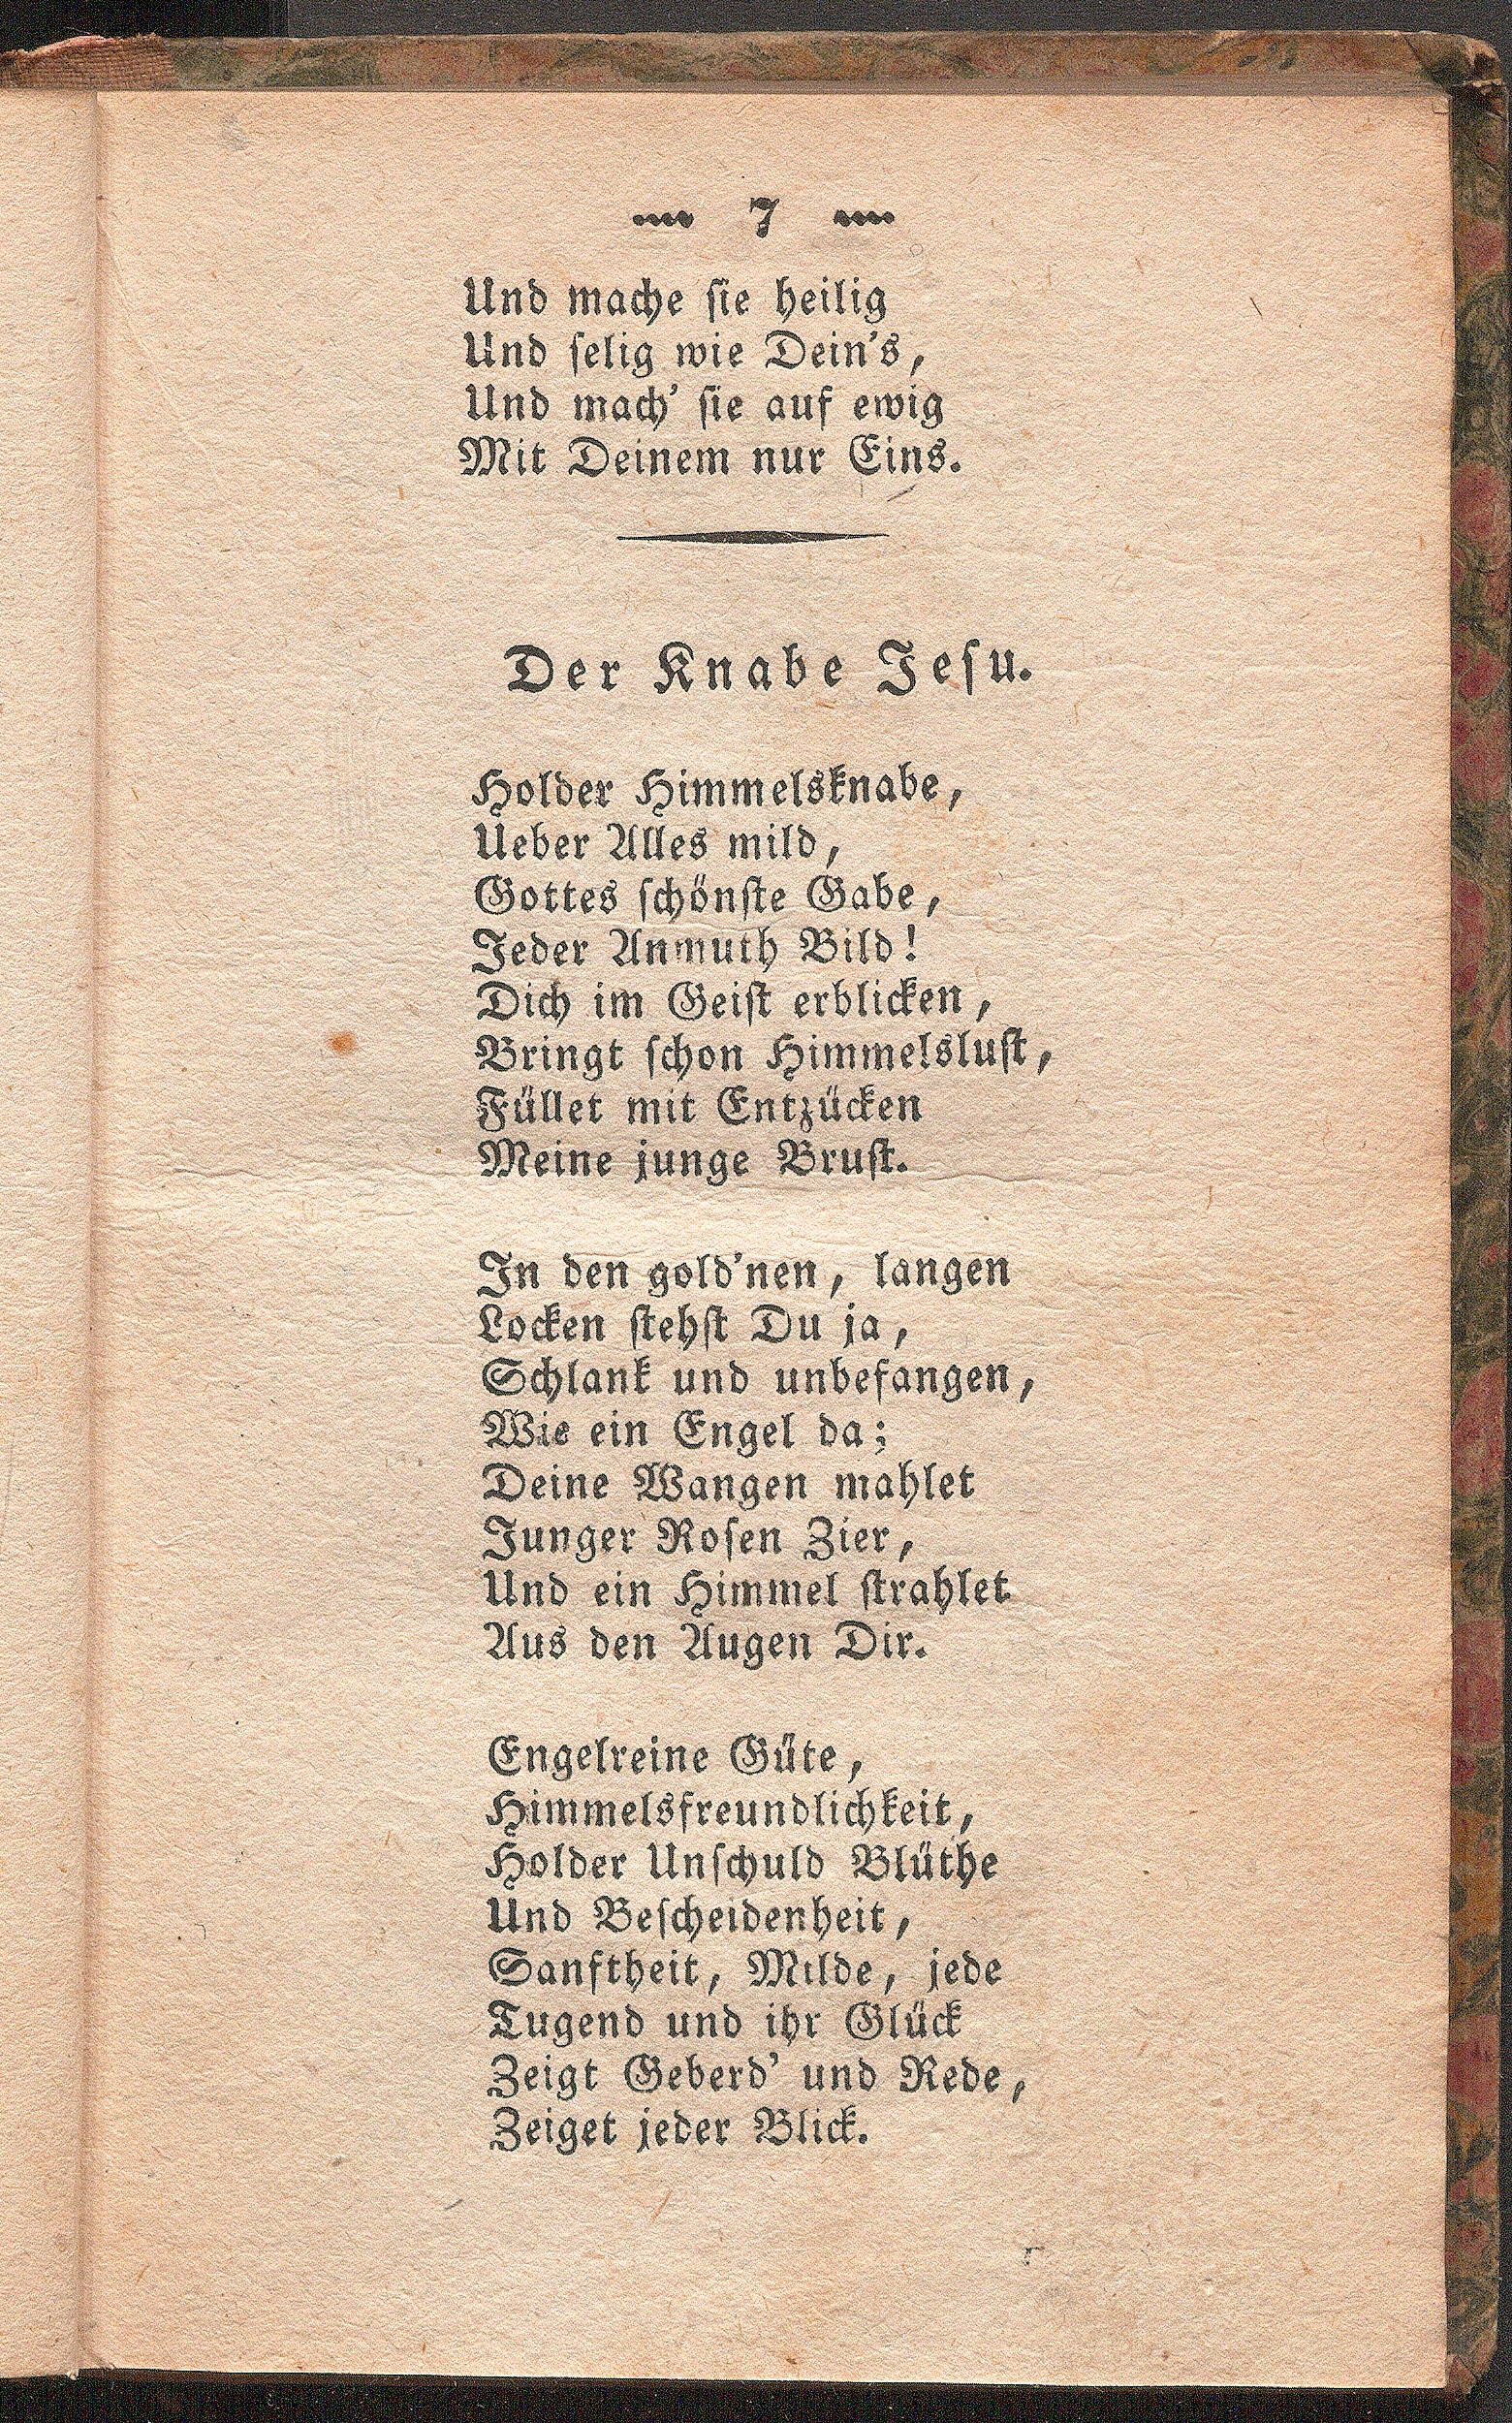 7
Und mache ſie heilig
Und ſelig wie Dein's,
Und mach' ſie auf ewig
Mit Deinem nur Eins.
Der Knabe Jeſu.
Holder Himmelsknabe,
Ueber Alles mild,
Gottes ſchönſte Gabe,
Jeder Anmuth Bild!
Dich im Geiſt erblicken,
Bringt ſchon Himmelsluſt,
Füllet mit Entzücken
Meine junge Bruſt.
In den gold'nen, langen
Locken ſtehſt Du ja,
Schlank und unbefangen,
Wie ein Engel da;
Deine Wangen mahlet
Junger Roſen Zier,
Und ein Himmel ſtrahlet
Aus den Augen Dir.
Engelreine Güte,
Himmelsfreundlichkeit,
Holder Unſchuld Blüthe
Und Beſcheidenheit,
Sanftheit, Milde, jede
Tugend und ihr Glück
Zeigt Geberd' und Rede,
Zeiget jeder Blick.